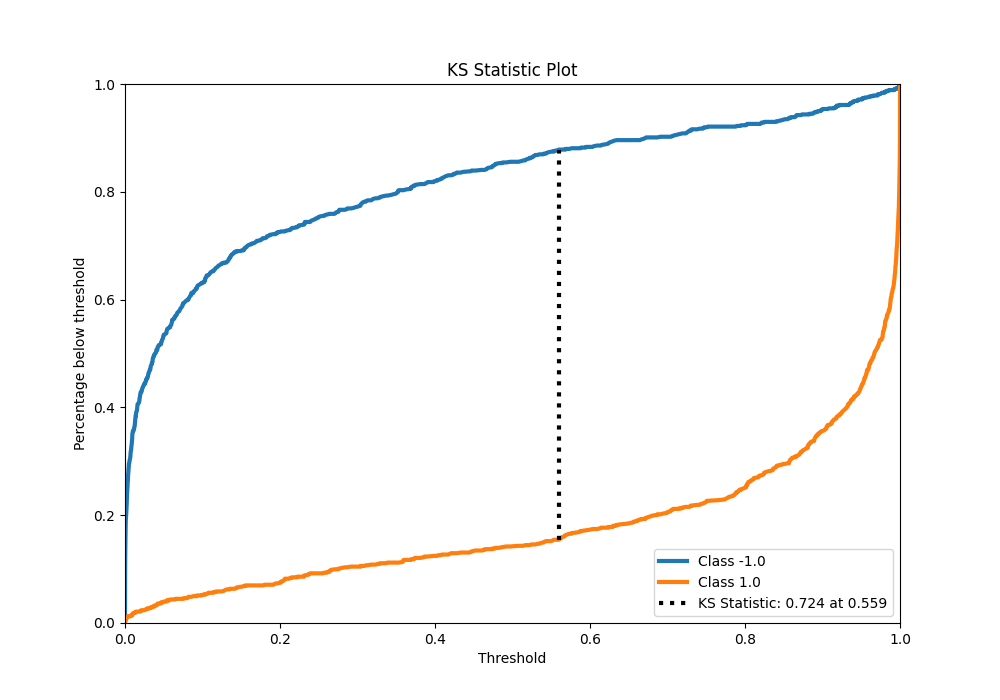 KS Statistic Plot
Percentage below threshold
1.0
0.8
0.6
0.4
0.2
0.0
0.0 0.2 0.4 0.6 0.8 1.0
Threshold
Class -1.0
Class 1.0
KS Statistic: 0.724 at 0.559